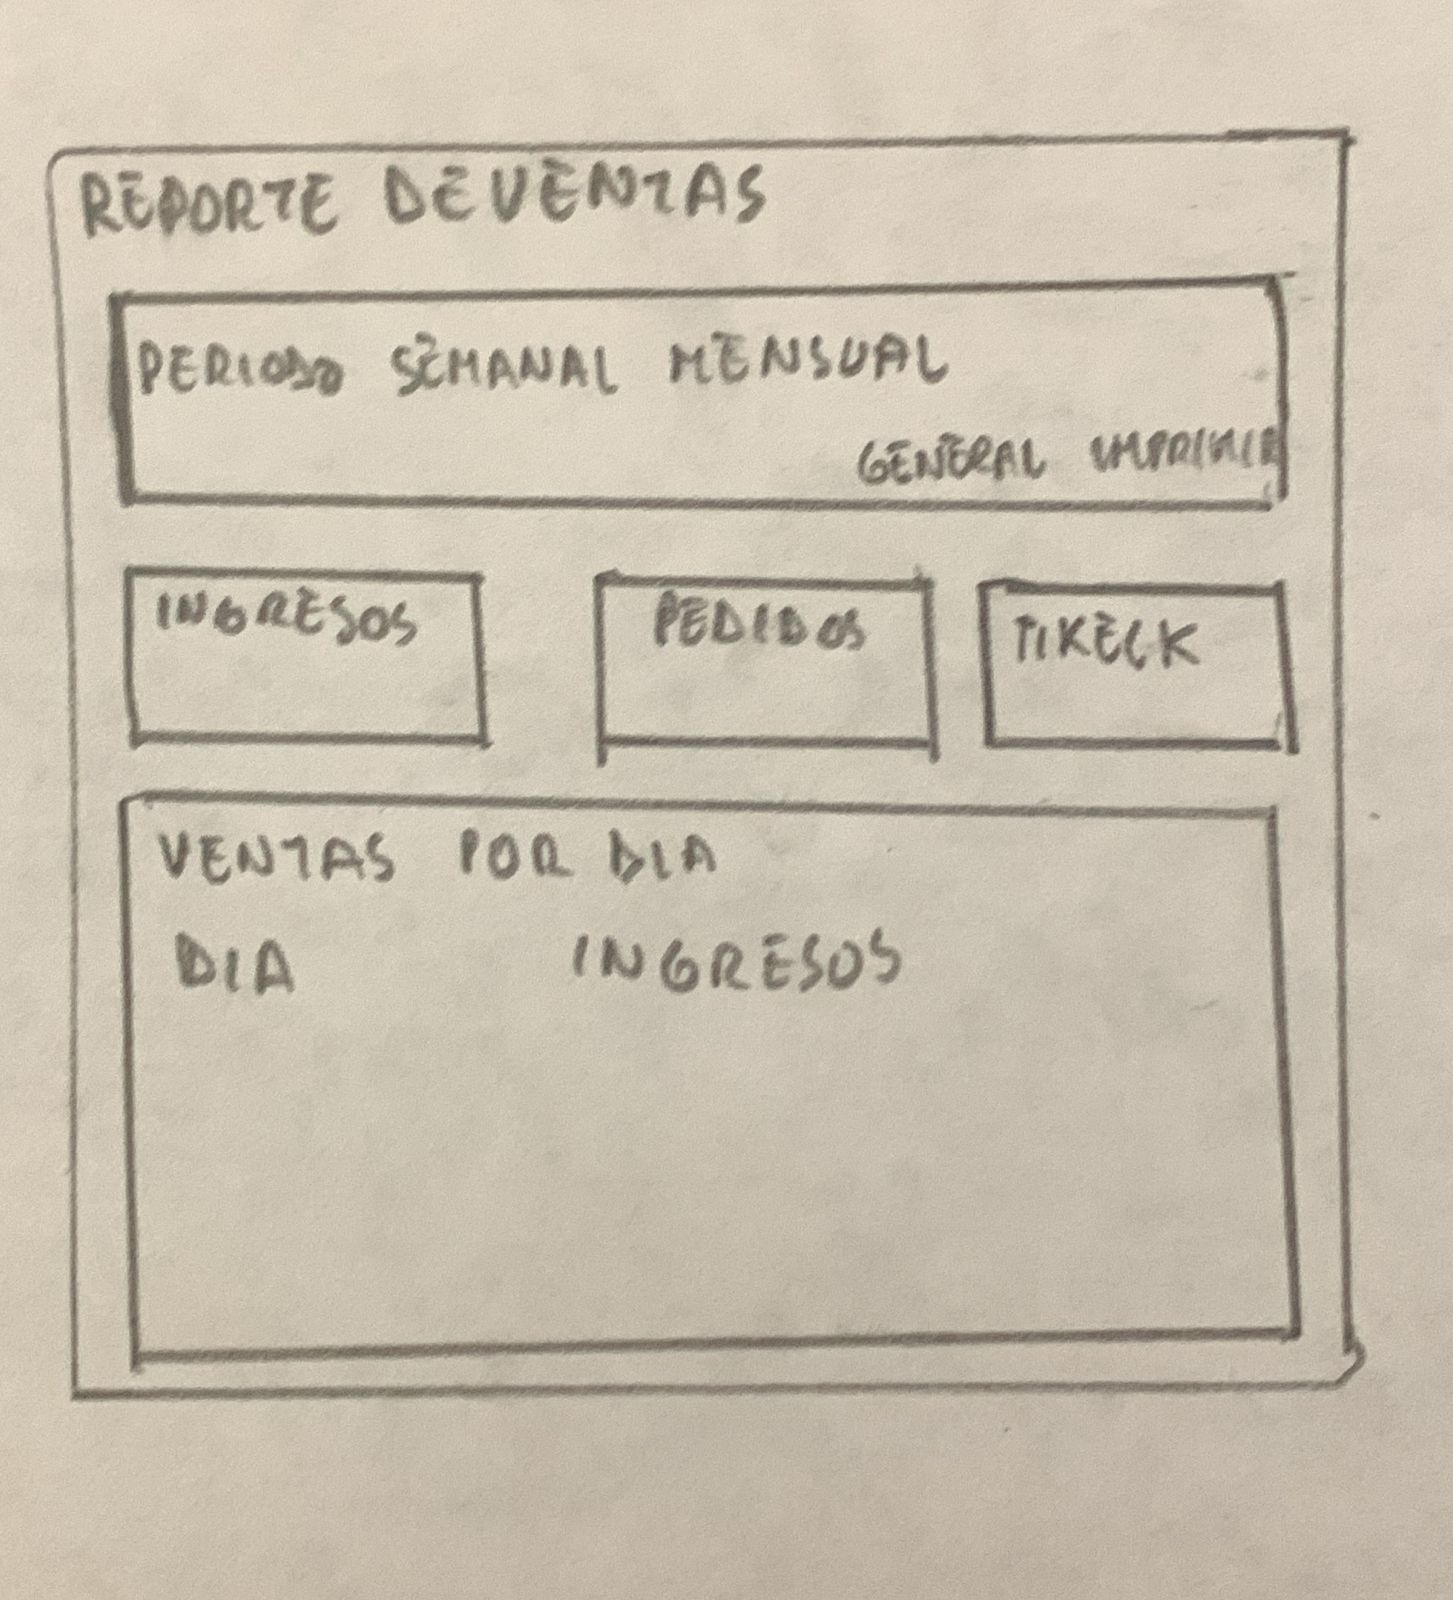 REPORTE DE VENTAS
PERIODO SEMANAL MENSUAL
GENERAL IMPRIMIR
INGRESOS PEDIDOS TIKECK
VENTAS POR DIA
DIA INGRESOS